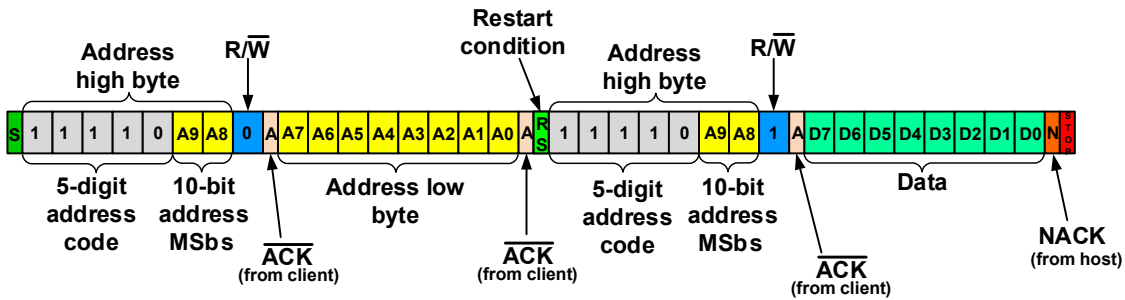 Restart
condition
Address
high byte
R/W̅
Address
high byte
R/W̅
S 1 1 1 1 0 A9 A8 0 A A7 A6 A5 A4 A3 A2 A1 A0 A RS 1 1 1 1 0 A9 A8 1 A D7 D6 D5 D4 D3 D2 D1 D0 N STOP
5-digit
address
code
10-bit
address
MSbs
Address low
byte
5-digit
address
code
10-bit
address
MSbs
Data
A̅C̅K̅
(from client)
A̅C̅K̅
(from client)
A̅C̅K̅
(from client)
NACK
(from host)